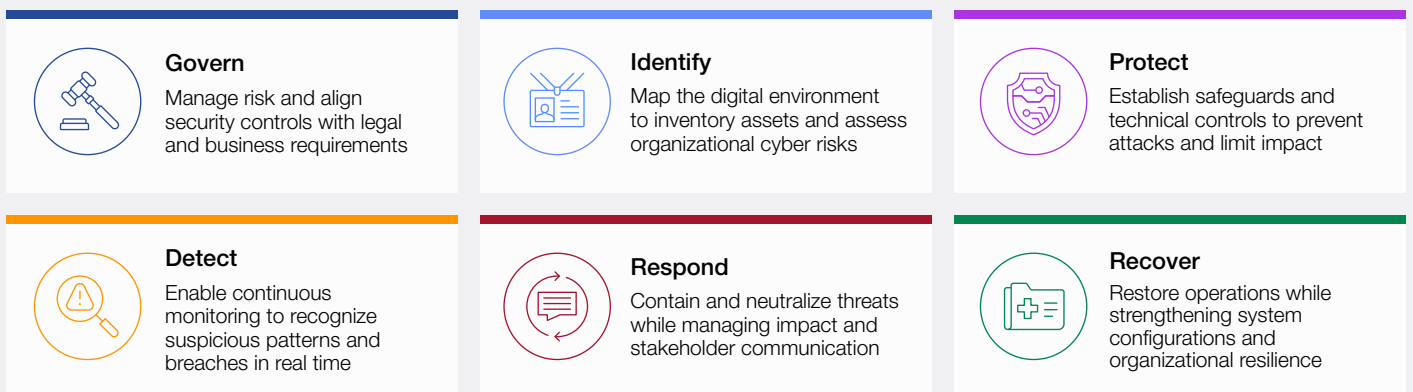 Govern
Manage risk and align
security controls with legal
and business requirements
Identify
Map the digital environment
to inventory assets and assess
organizational cyber risks
Protect
Establish safeguards and
technical controls to prevent
attacks and limit impact
Detect
Enable continuous
monitoring to recognize
suspicious patterns and
breaches in real time
Respond
Contain and neutralize threats
while managing impact and
stakeholder communication
Recover
Restore operations while
strengthening system
configurations and
organizational resilience